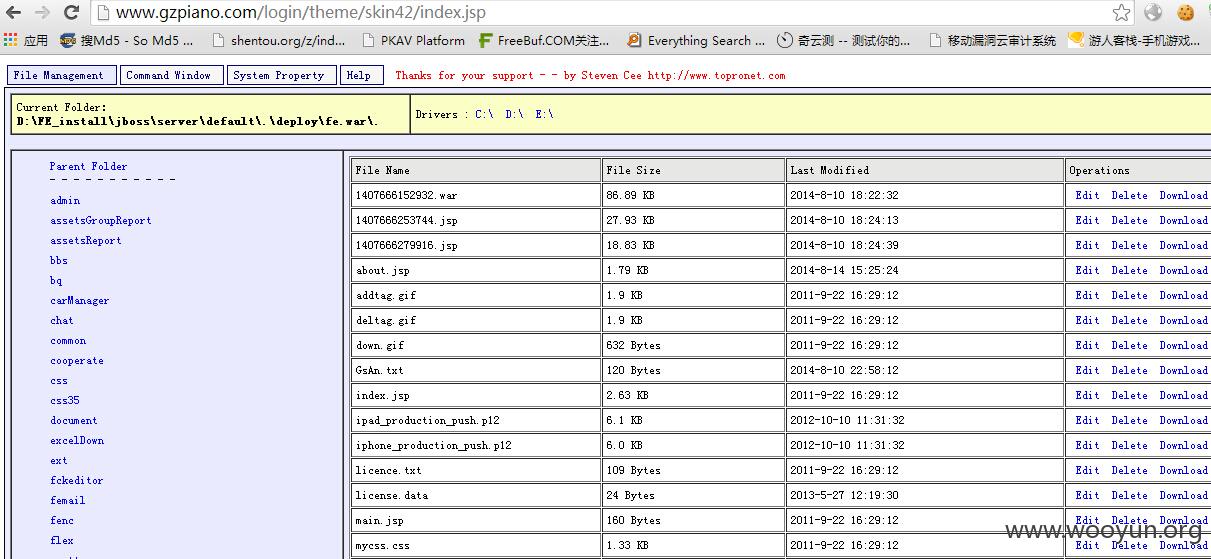 www.gzpiano.com/login/theme/skin42/index.jsp
应用 搜Md5 - So Md5 ... shentou.org/z/ind... PKAV Platform FreeBuf.COM关注... Everything Search ... 奇云测 -- 测试你的... 移动漏洞云审计系统 游人客栈-手机游戏...
File Management Command Window System Property Help Thanks for your support - - by Steven Cee http://www.topronet.com
Current Folder:
D:\FE_install\jboss\server\default\.\deploy\fe.war\.
Drivers : C:\ D:\ E:\
Parent Folder
- - - - - - - - - - -
admin
assetsGroupReport
assetsReport
bbs
bq
carManager
chat
common
cooperate
css
css35
document
excelDown
ext
fckeditor
femail
fenc
flex
File Name File Size Last Modified Operations
1407666152932.war 86.89 KB 2014-8-10 18:22:32 Edit Delete Download
1407666253744.jsp 27.93 KB 2014-8-10 18:24:13 Edit Delete Download
1407666279916.jsp 18.83 KB 2014-8-10 18:24:39 Edit Delete Download
about.jsp 1.79 KB 2014-8-14 15:25:24 Edit Delete Download
addtag.gif 1.9 KB 2011-9-22 16:29:12 Edit Delete Download
deltag.gif 1.9 KB 2011-9-22 16:29:12 Edit Delete Download
down.gif 632 Bytes 2011-9-22 16:29:12 Edit Delete Download
GsAn.txt 120 Bytes 2014-8-10 22:58:12 Edit Delete Download
index.jsp 2.63 KB 2011-9-22 16:29:12 Edit Delete Download
ipad_production_push.p12 6.1 KB 2012-10-10 11:31:32 Edit Delete Download
iphone_production_push.p12 6.0 KB 2012-10-10 11:31:32 Edit Delete Download
licence.txt 109 Bytes 2011-9-22 16:29:12 Edit Delete Download
license.data 24 Bytes 2013-5-27 12:19:30 Edit Delete Download
main.jsp 160 Bytes 2011-9-22 16:29:12 Edit Delete Download
mycss.css 1.33 KB 2011-9-22 16:29:12 Edit Delete Download
www.wooyun.org